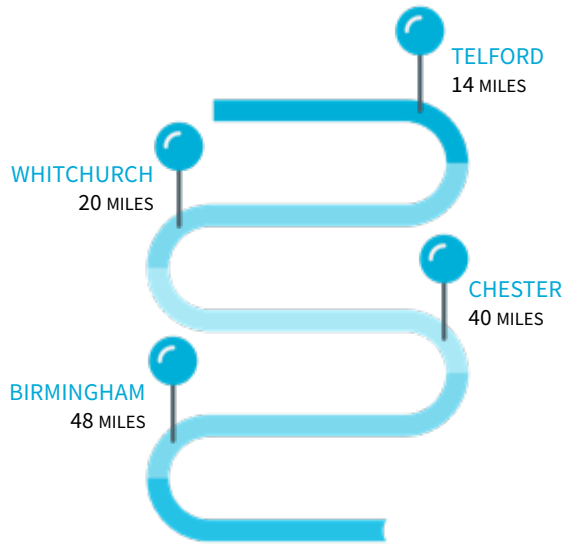 TELFORD
14 MILES
WHITCHURCH
20 MILES
CHESTER
40 MILES
BIRMINGHAM
48 MILES